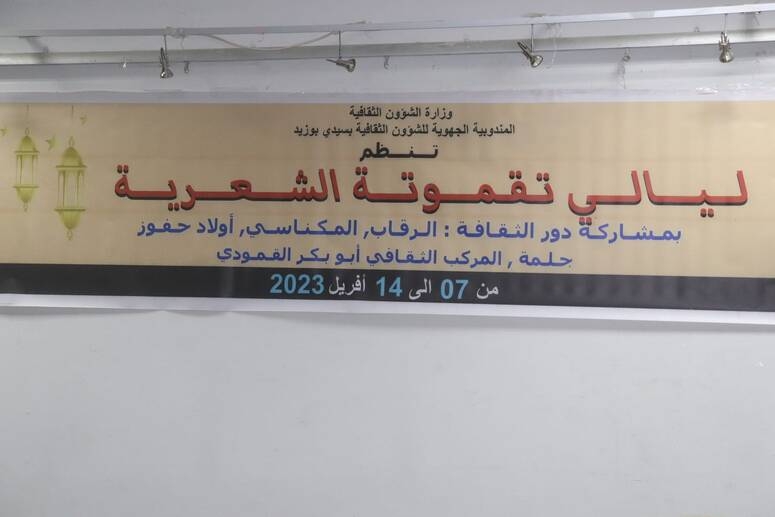 وزارة الشؤون الثقافية
المندوبية الجهوية للشؤون الثقافية بسيدي بوزيد
تنظم
ليالي تقموتة الشعرية
بمشاركة دور الثقافة : الرقاب, المكناسي, أولاد حفوز
جلمة , المركب الثقافي أبو بكر القمودي
من 07 الى 14 أفريل 2023